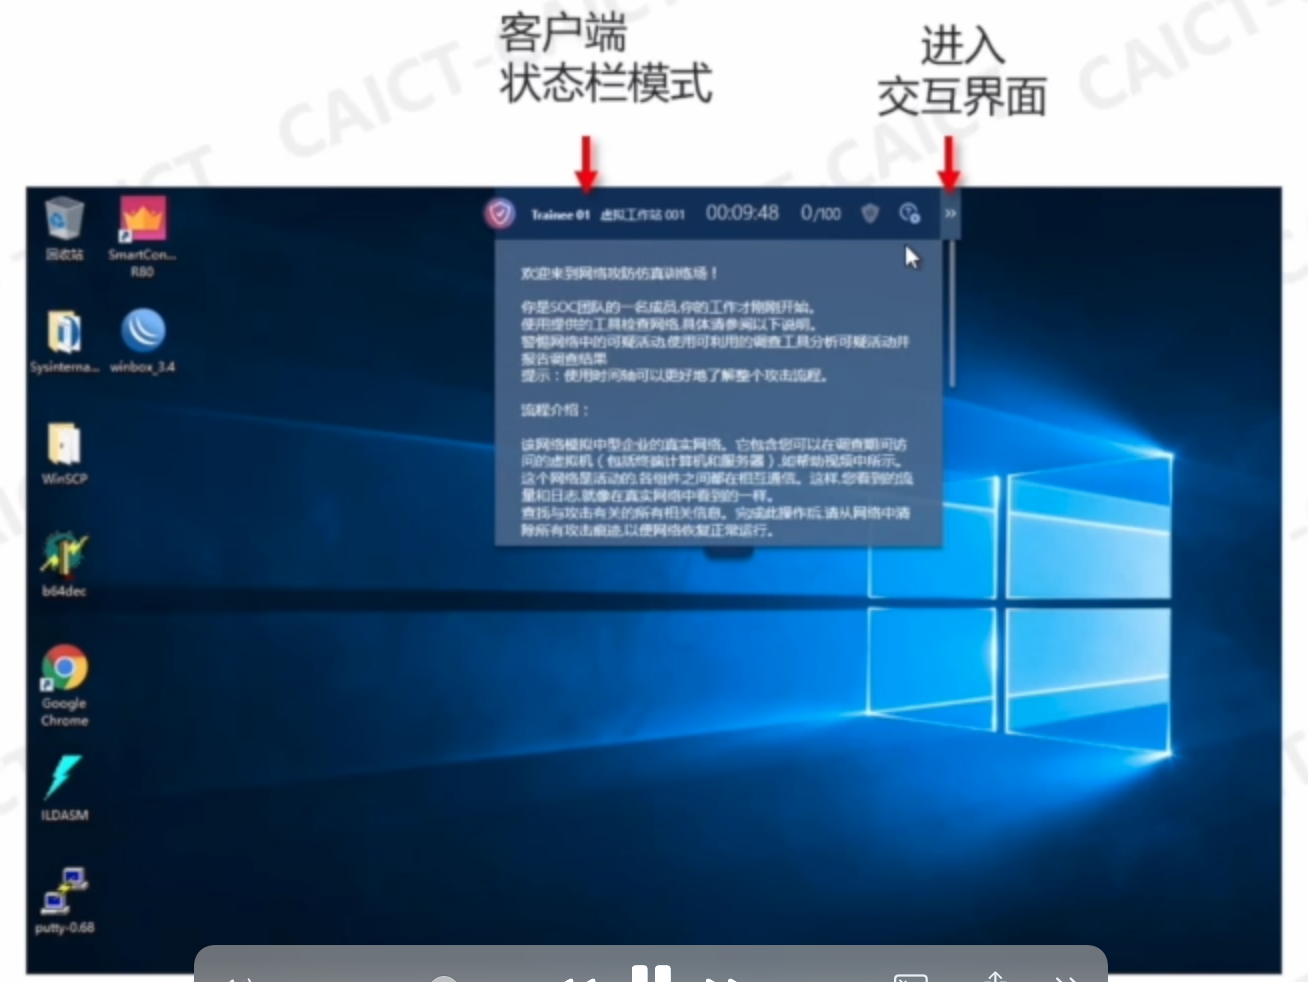 客户端
状态栏模式
进入
交互界面
CAICT
CAICT
CAICT
Trainee 01 虚拟工作站 001 00:09:48 0/100
欢迎来到网络攻防仿真训练场！
你是SOC团队的一名成员,你的工作才刚刚开始。
使用提供的工具检查网络,具体请参阅以下说明。
警惕网络中的可疑活动,使用可利用的调查工具分析可疑活动并
报告调查结果
提示：使用时间轴可以更好地了解整个攻击流程。
流程介绍：
该网络模拟中型企业的真实网络。它包含您可以在调查期间访
问的虚拟机（包括终端计算机和服务器）,如帮助视频中所示。
这个网络是活动的,各组件之间都在相互通信。这样,您看到的流
量和日志,就像在真实网络中看到的一样。
查找与攻击有关的所有相关信息。完成此操作后,请从网络中清
除所有攻击痕迹,以便网络恢复正常运行。
回收站
SmartCon...
R80
Sysinterna...
winbox_3.4
WinSCP
b64dec
Google
Chrome
ILDASM
putty-0.68